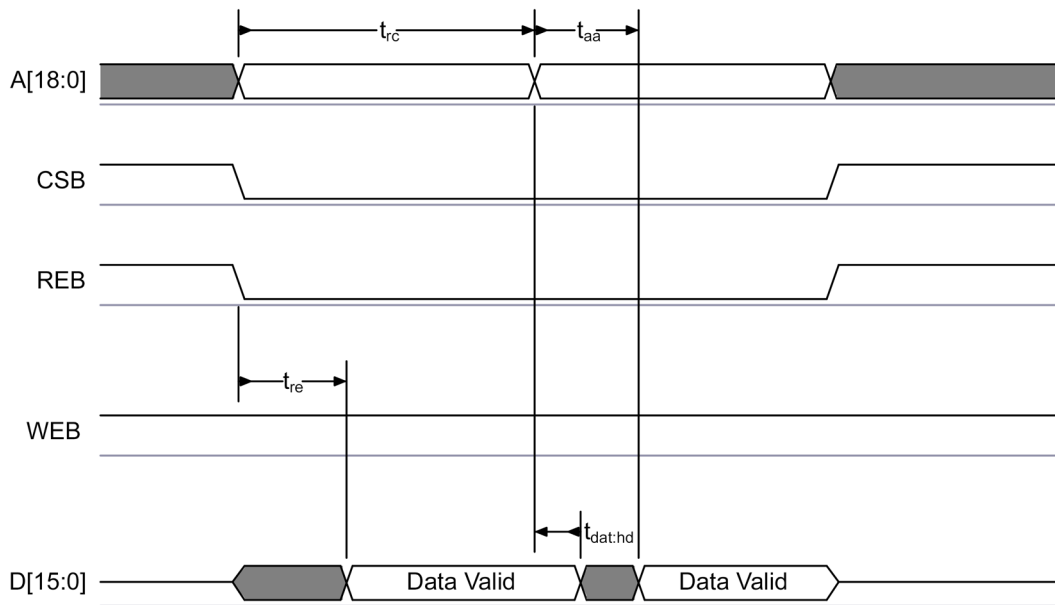 t_rc t_aa
A[18:0]
CSB
REB
t_re
WEB
t_dat:hd
D[15:0] Data Valid Data Valid